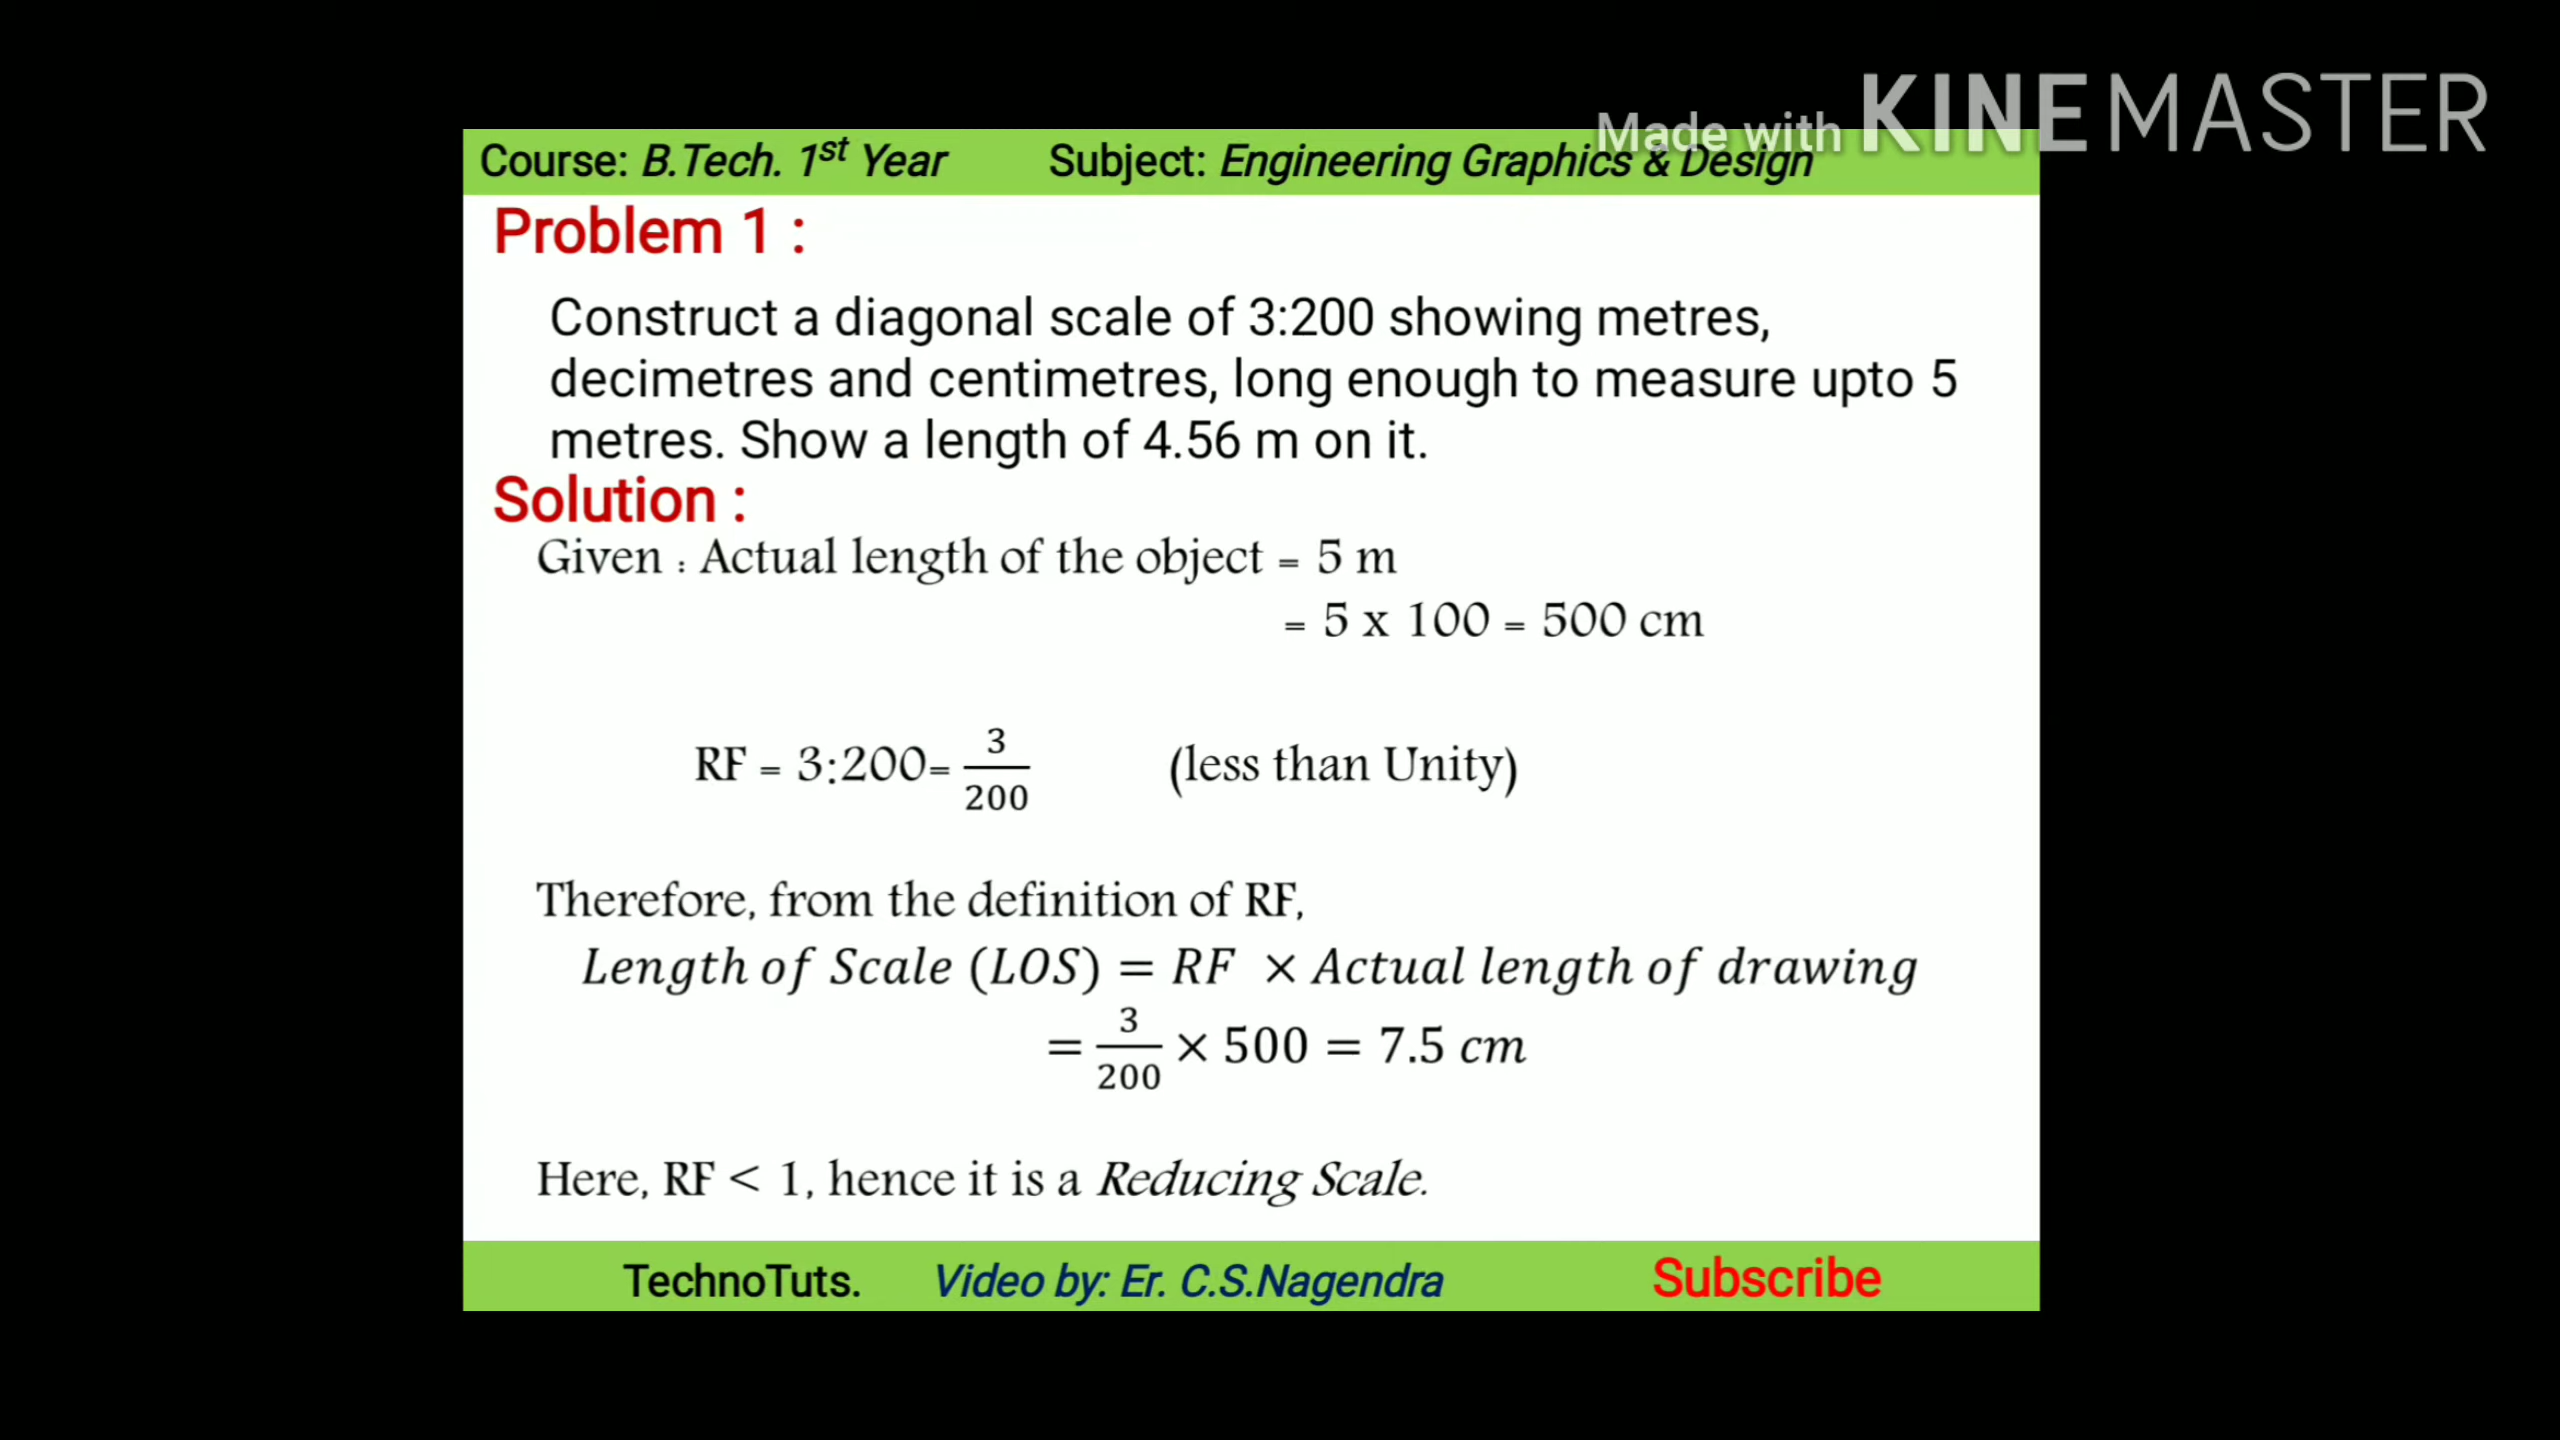 Made with KINEMASTER
Course: B.Tech. 1st Year Subject: Engineering Graphics & Design
Problem 1 :
Construct a diagonal scale of 3:200 showing metres,
decimetres and centimetres, long enough to measure upto 5
metres. Show a length of 4.56 m on it.
Solution :
Given : Actual length of the object = 5 m
= 5 x 100 = 500 cm
RF = 3:200= 3/200 (less than Unity)
Therefore, from the definition of RF,
Length of Scale (LOS) = RF × Actual length of drawing
= 3/200 × 500 = 7.5 cm
Here, RF < 1, hence it is a Reducing Scale.
TechnoTuts. Video by: Er. C.S.Nagendra Subscribe